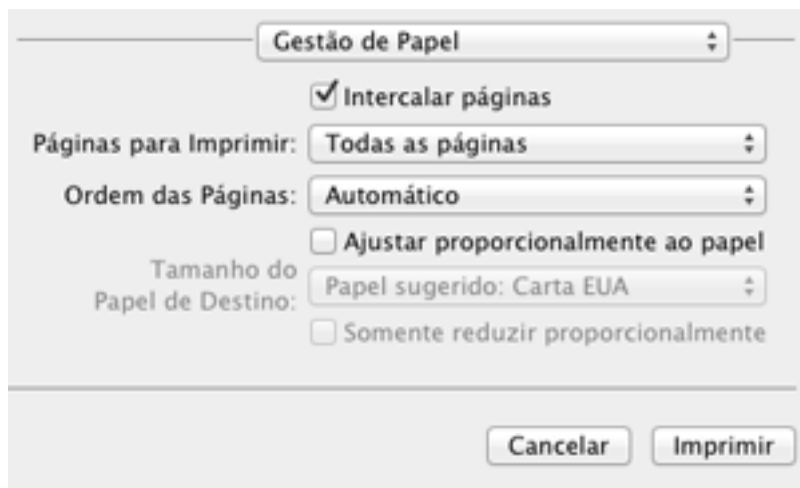 Gestão de Papel
Intercalar páginas
Páginas para Imprimir: Todas as páginas
Ordem das Páginas: Automático
Ajustar proporcionalmente ao papel
Tamanho do
Papel de Destino: Papel sugerido: Carta EUA
Somente reduzir proporcionalmente
Cancelar Imprimir